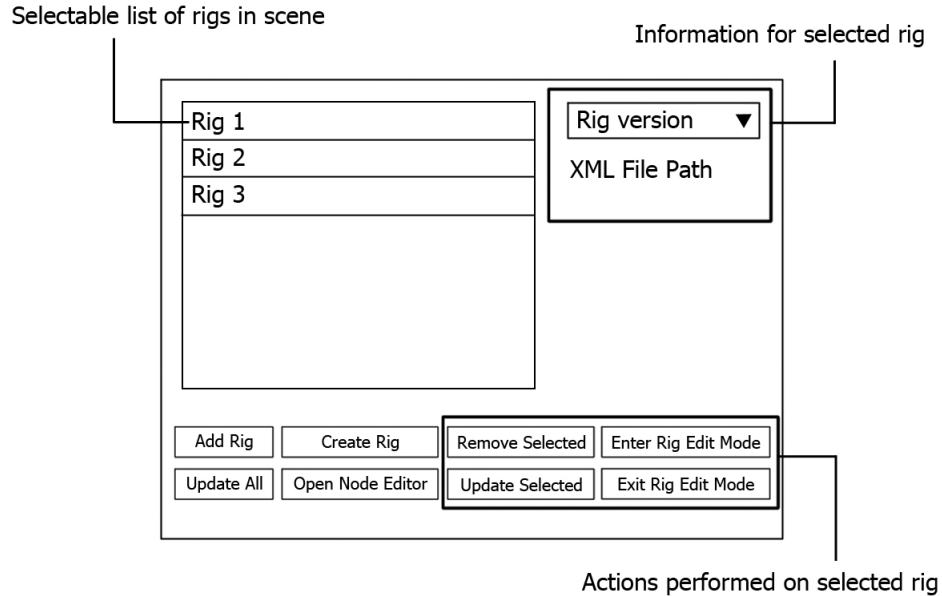 Selectable list of rigs in scene
Information for selected rig
Rig 1
Rig 2
Rig 3
Rig version
XML File Path
Add Rig
Create Rig
Remove Selected
Enter Rig Edit Mode
Update All
Open Node Editor
Update Selected
Exit Rig Edit Mode
Actions performed on selected rig